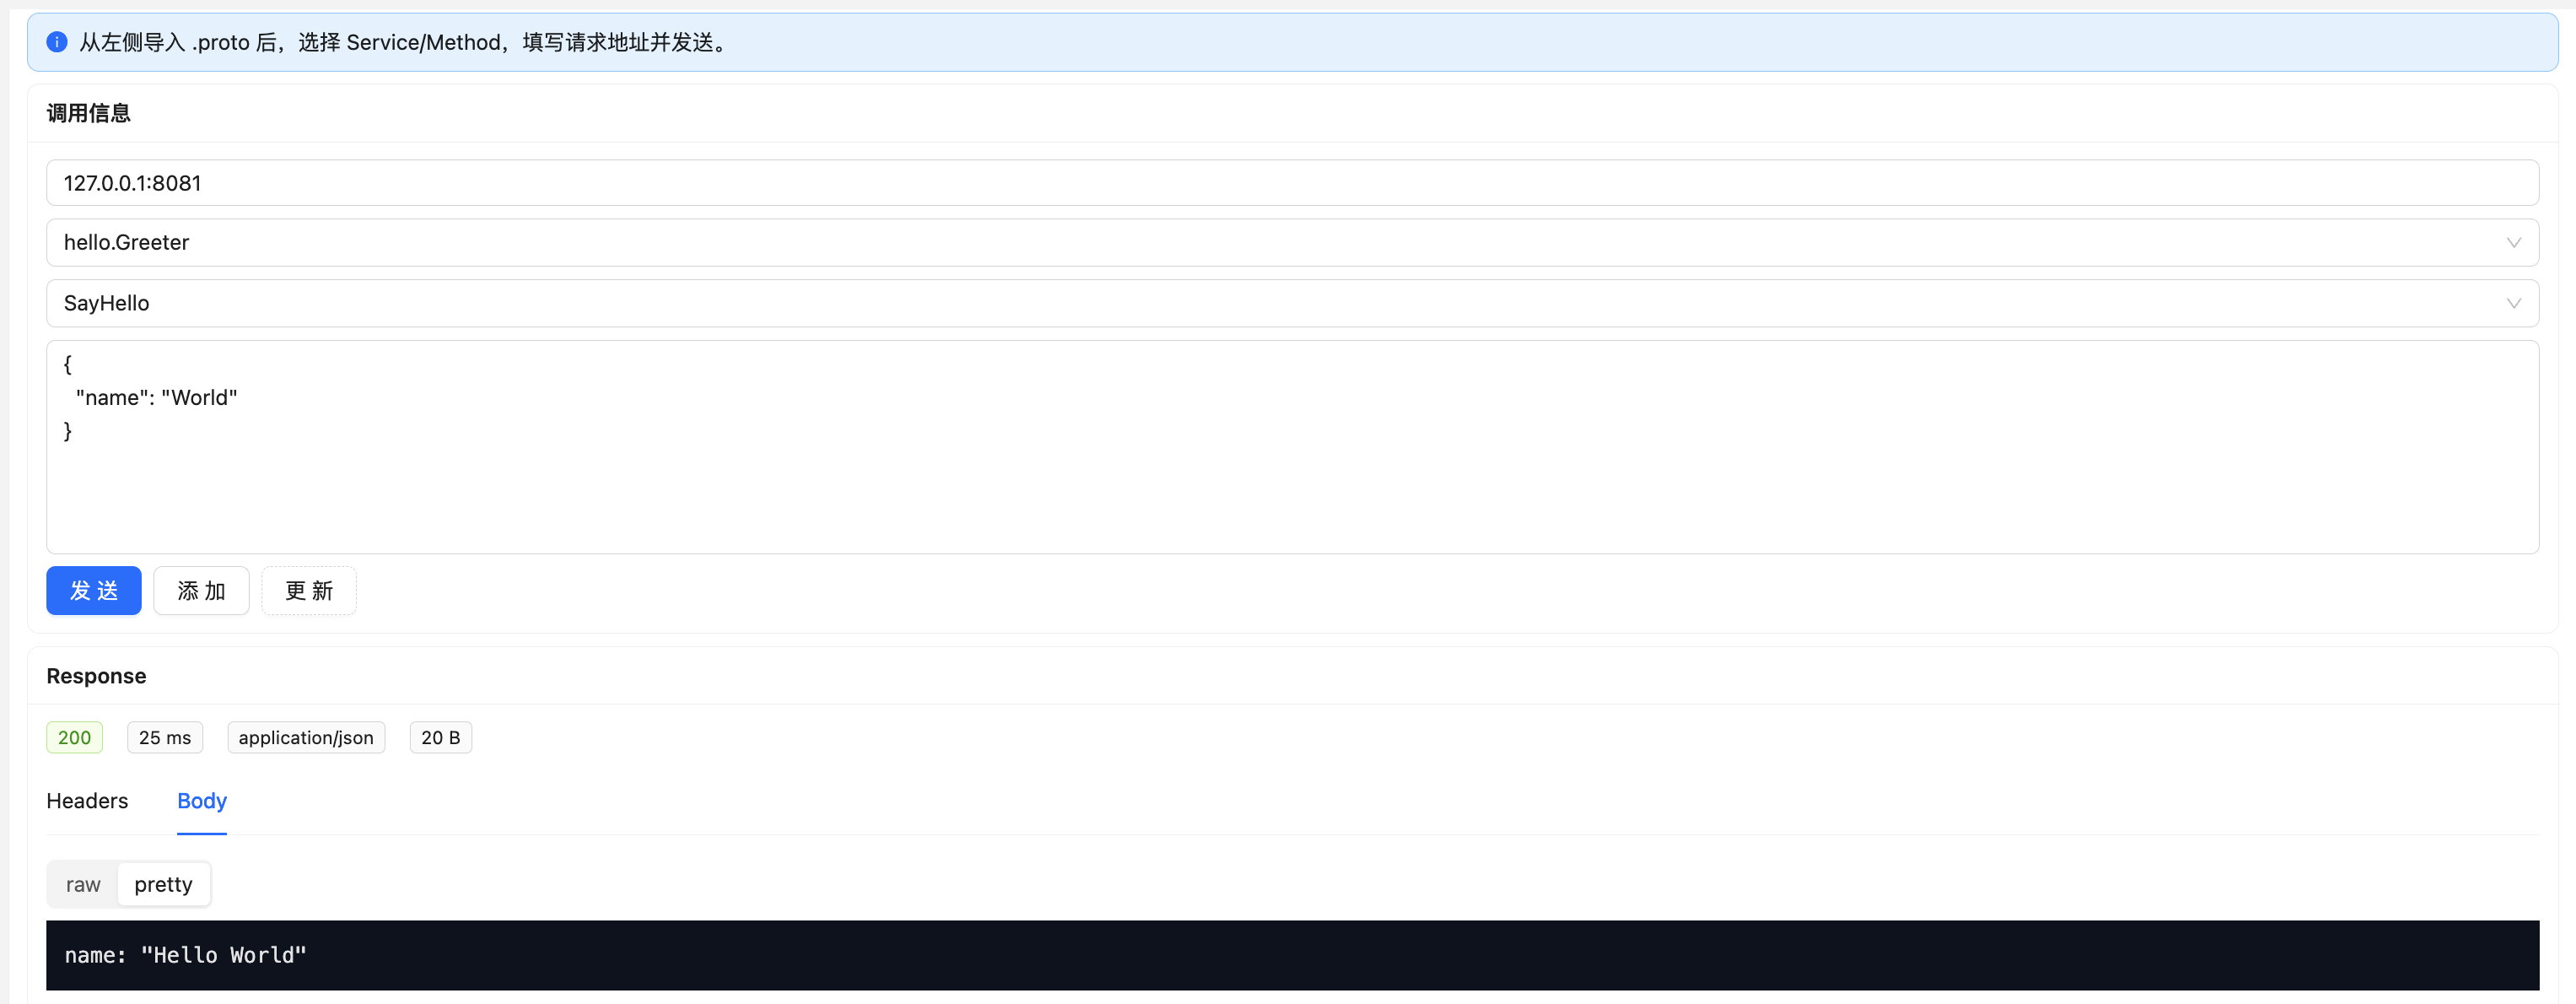 从左侧导入 .proto 后，选择 Service/Method，填写请求地址并发送。
调用信息
127.0.0.1:8081
hello.Greeter
SayHello
{
  "name": "World"
}
发 送 添 加 更 新
Response
200 25 ms application/json 20 B
Headers Body
raw pretty
name: "Hello World"